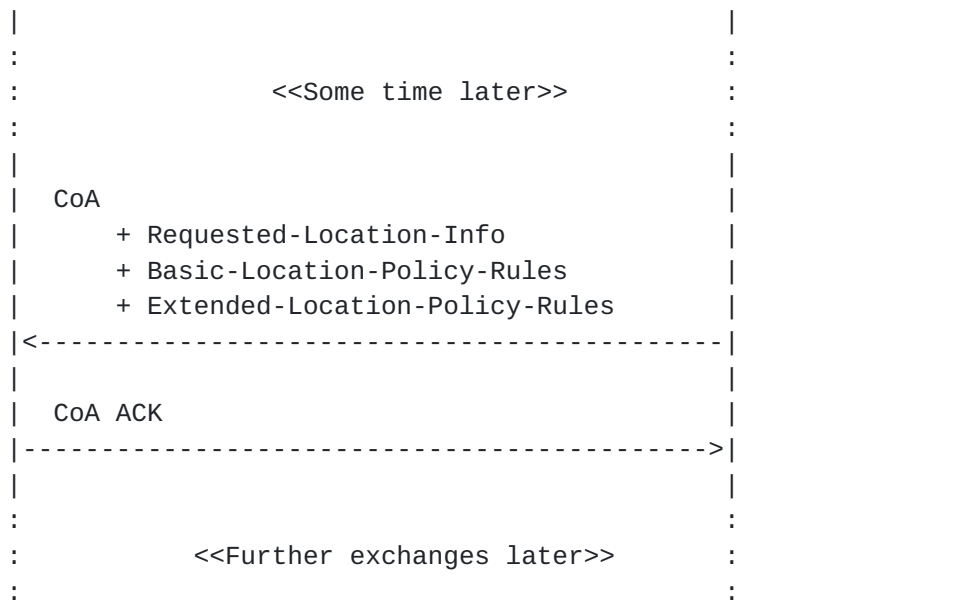 |                                              |
:                                              :
:                <<Some time later>>          :
:                                              :
|                                              |
|  CoA                                        |
|      + Requested-Location-Info              |
|      + Basic-Location-Policy-Rules          |
|      + Extended-Location-Policy-Rules       |
|<--------------------------------------------|
|                                              |
|  CoA ACK                                    |
|-------------------------------------------->|
|                                              |
:                                              :
:           <<Further exchanges later>>       :
:                                              :